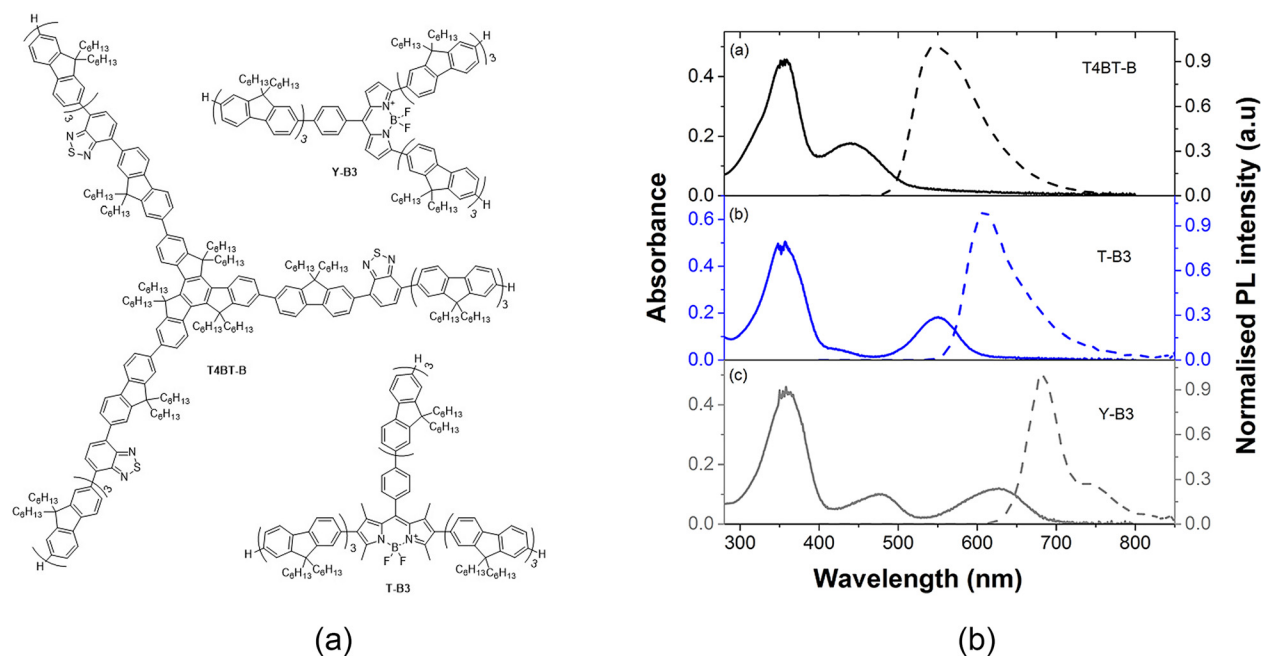 H
C₆H₁₃
C₆H₁₃
3
N
S
N
C₆H₁₃
C₆H₁₃
C₆H₁₃ C₆H₁₃
H
3
C₆H₁₃
C₆H₁₃
C₆H₁₃
C₆H₁₃
H
3
N⁺
B
F
F
N
3
H
C₆H₁₃ C₆H₁₃
Y-B3
C₆H₁₃
C₆H₁₃
C₆H₁₃
C₆H₁₃
C₆H₁₃ C₆H₁₃
C₆H₁₃ C₆H₁₃
N S N
H
3
C₆H₁₃ C₆H₁₃
T4BT-B
C₆H₁₃
C₆H₁₃
N
S
N
3
C₆H₁₃
C₆H₁₃
H
H
3
C₆H₁₃
C₆H₁₃
H
3
C₆H₁₃ C₆H₁₃
N B N⁺
F F
3
H
C₆H₁₃ C₆H₁₃
T-B3
(a)
(a)
T4BT-B
0.4
0.2
0.0
0.9
0.6
0.3
0.0
(b)
T-B3
0.6
0.4
0.2
0.0
0.9
0.6
0.3
0.0
(c)
Y-B3
0.4
0.2
0.0
0.9
0.6
0.3
0.0
300 400 500 600 700 800
Absorbance
Normalised PL intensity (a.u)
Wavelength (nm)
(b)